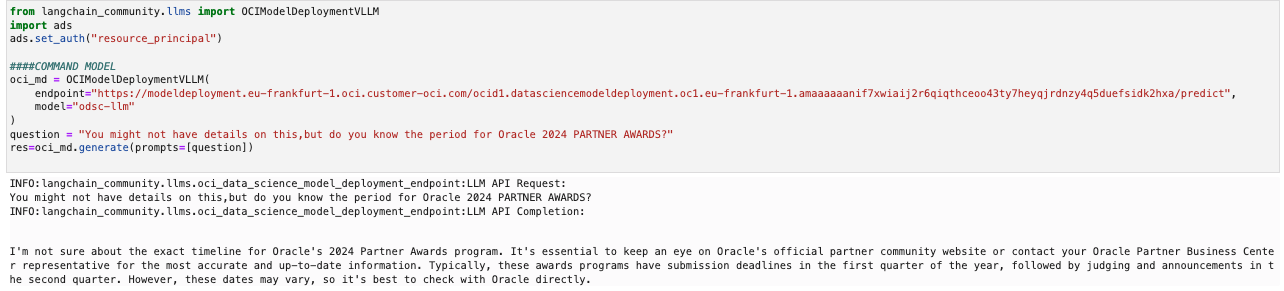 from langchain_community.llms import OCIModelDeploymentVLLM
import ads
ads.set_auth("resource_principal")
####COMMAND MODEL
oci_md = OCIModelDeploymentVLLM(
    endpoint="https://modeldeployment.eu-frankfurt-1.oci.customer-oci.com/ocid1.datasciencemodeldeployment.oc1.eu-frankfurt-1.amaaaaaanif7xwiaij2r6qiqthceoo43ty7heyqjrdnzy4q5duefsidk2hxa/predict",
    model="odsc-llm"
)
question = "You might not have details on this,but do you know the period for Oracle 2024 PARTNER AWARDS?"
res=oci_md.generate(prompts=[question])
INFO:langchain_community.llms.oci_data_science_model_deployment_endpoint:LLM API Request:
You might not have details on this,but do you know the period for Oracle 2024 PARTNER AWARDS?
INFO:langchain_community.llms.oci_data_science_model_deployment_endpoint:LLM API Completion:
I'm not sure about the exact timeline for Oracle's 2024 Partner Awards program. It's essential to keep an eye on Oracle's official partner community website or contact your Oracle Partner Business Cente
r representative for the most accurate and up-to-date information. Typically, these awards programs have submission deadlines in the first quarter of the year, followed by judging and announcements in t
he second quarter. However, these dates may vary, so it's best to check with Oracle directly.